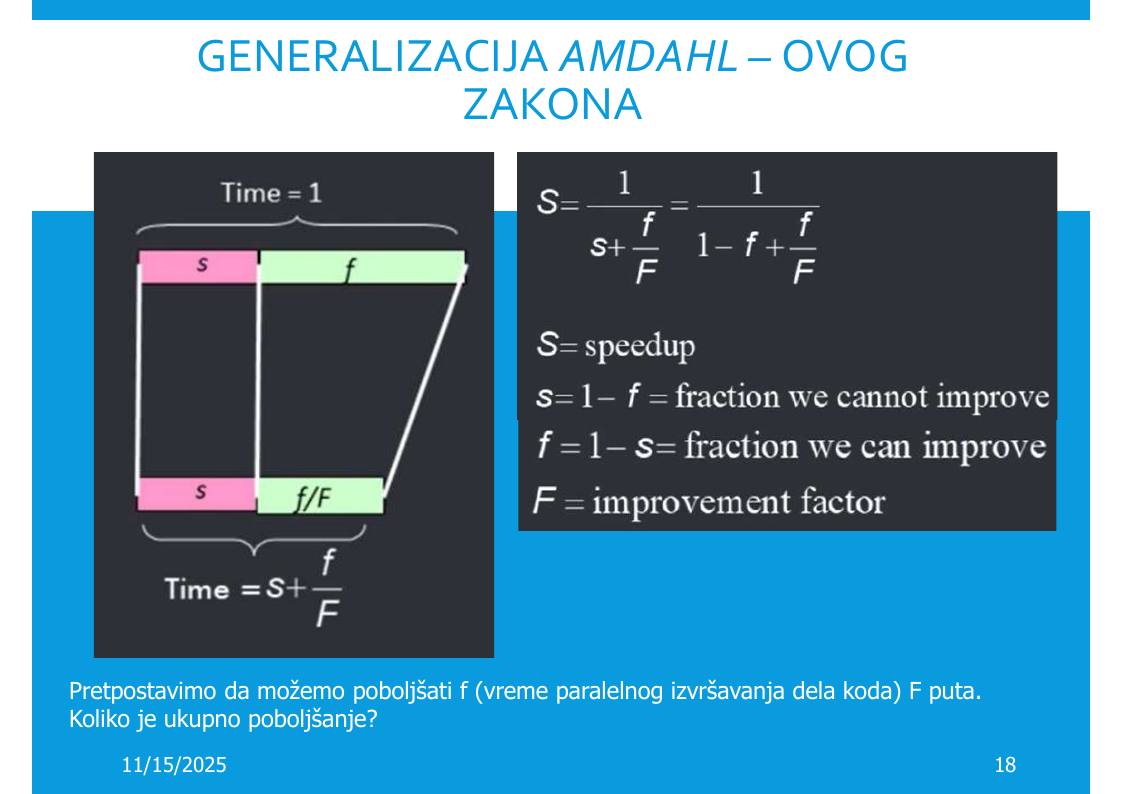 GENERALIZACIJA AMDAHL – OVOG
ZAKONA
Time = 1
s f
s f/F
Time = s+ f/F
S= 1/(s+ f/F) = 1/(1– f + f/F)
S= speedup
s= 1– f = fraction we cannot improve
f = 1– s= fraction we can improve
F = improvement factor
Pretpostavimo da možemo poboljšati f (vreme paralelnog izvršavanja dela koda) F puta.
Koliko je ukupno poboljšanje?
11/15/2025 18